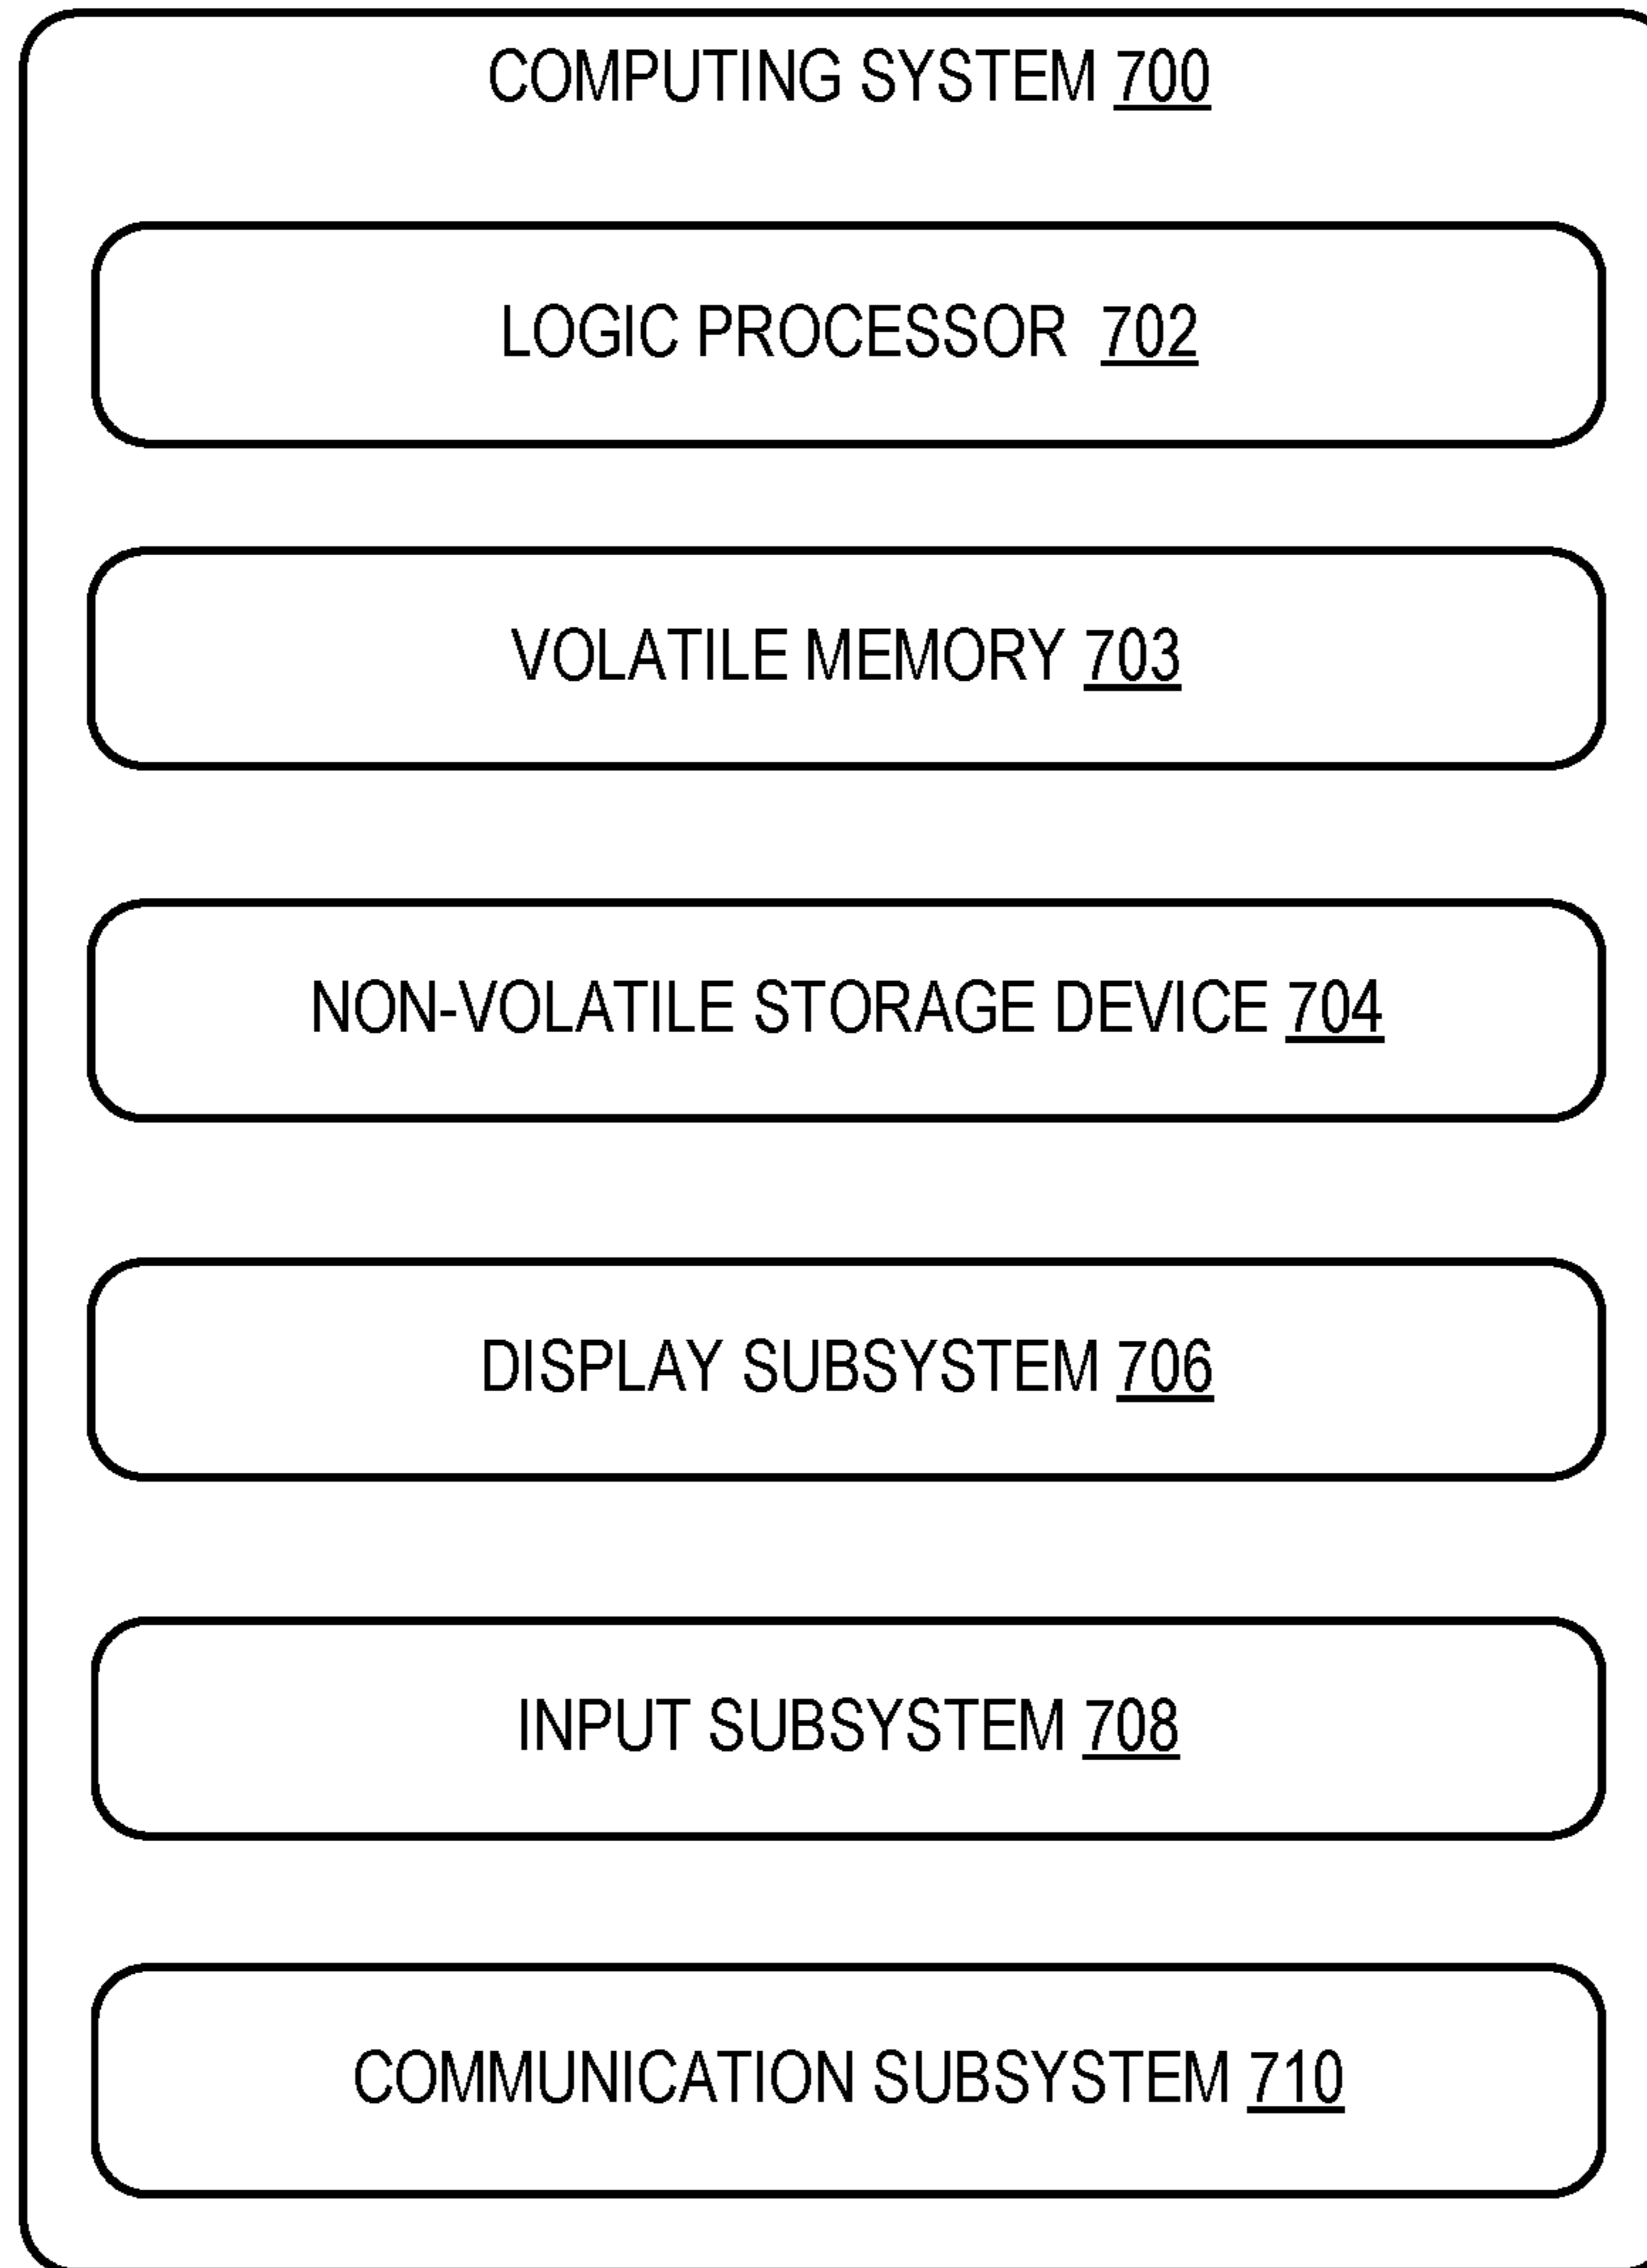 COMPUTING SYSTEM 700
LOGIC PROCESSOR 702
VOLATILE MEMORY 703
NON-VOLATILE STORAGE DEVICE 704
DISPLAY SUBSYSTEM 706
INPUT SUBSYSTEM 708
COMMUNICATION SUBSYSTEM 710